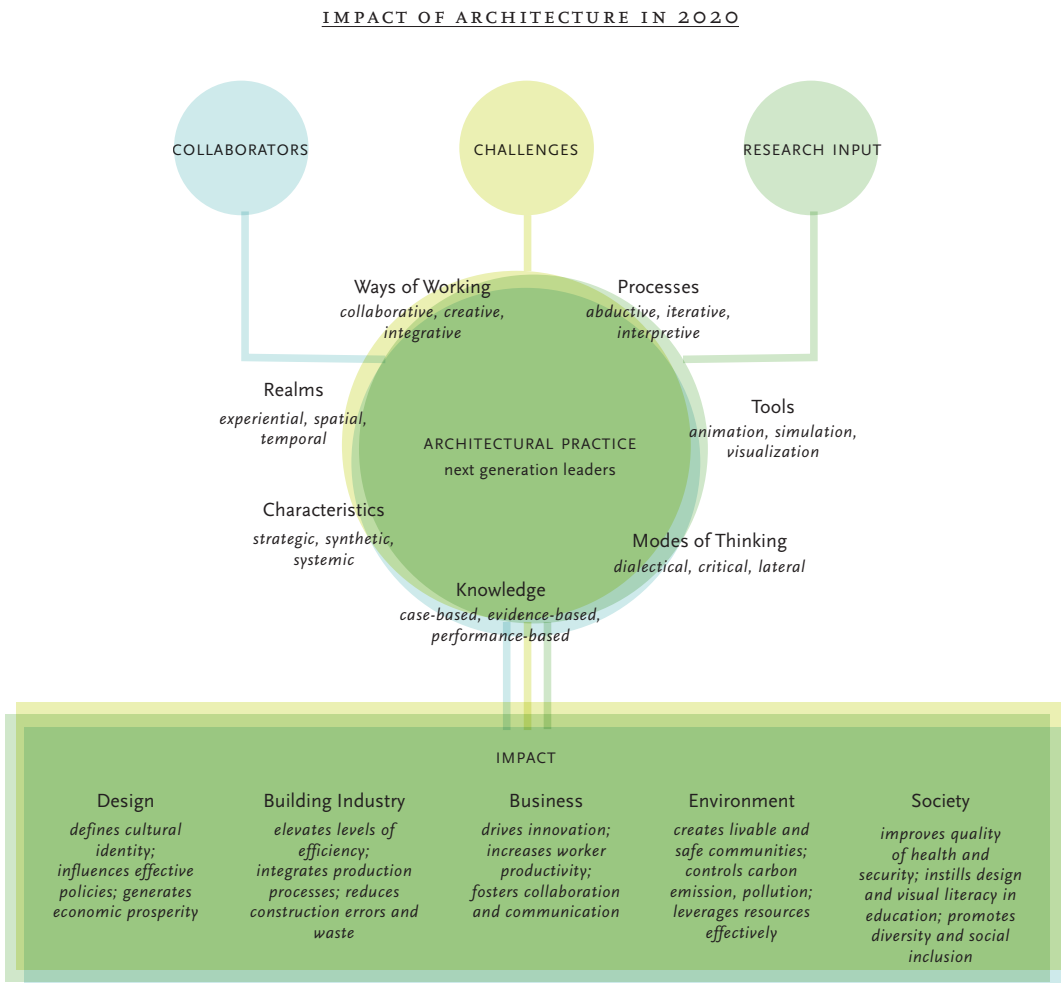 IMPACT OF ARCHITECTURE IN 2020
COLLABORATORS
CHALLENGES
RESEARCH INPUT
Ways of Working
collaborative, creative,
integrative
Processes
abductive, iterative,
interpretive
Realms
experiential, spatial,
temporal
Tools
animation, simulation,
visualization
ARCHITECTURAL PRACTICE
next generation leaders
Characteristics
strategic, synthetic,
systemic
Modes of Thinking
dialectical, critical, lateral
Knowledge
case-based, evidence-based,
performance-based
IMPACT
Design
defines cultural
identity;
influences effective
policies; generates
economic prosperity
Building Industry
elevates levels of
efficiency;
integrates production
processes; reduces
construction errors and
waste
Business
drives innovation;
increases worker
productivity;
fosters collaboration
and communication
Environment
creates livable and
safe communities;
controls carbon
emission, pollution;
leverages resources
effectively
Society
improves quality
of health and
security; instills design
and visual literacy in
education; promotes
diversity and social
inclusion